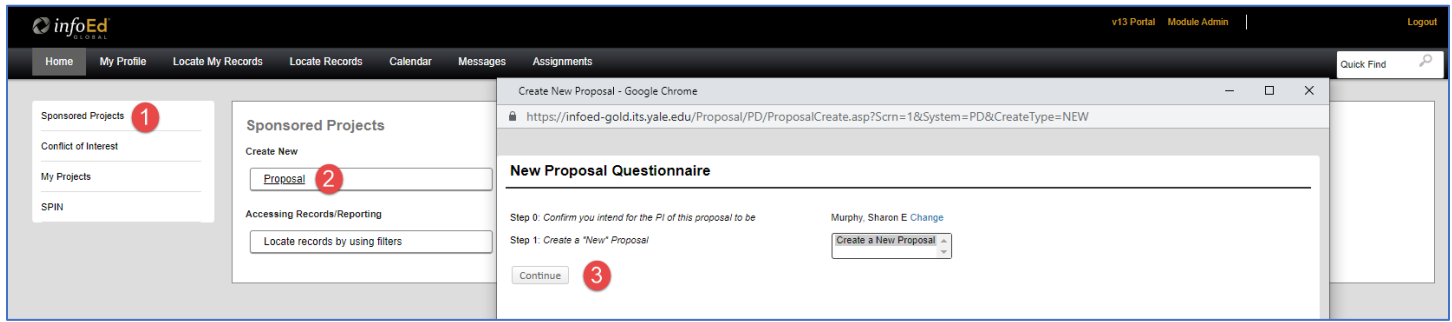 infoEd
GLOBAL
v13 Portal Module Admin Logout
Home My Profile Locate My Records Locate Records Calendar Messages Assignments
Quick Find
Sponsored Projects 1
Conflict of Interest
My Projects
SPIN
Sponsored Projects
Create New
Proposal 2
Accessing Records/Reporting
Locate records by using filters
Create New Proposal - Google Chrome
https://infoed-gold.its.yale.edu/Proposal/PD/ProposalCreate.asp?Scrn=1&System=PD&CreateType=NEW
New Proposal Questionnaire
Step 0: Confirm you intend for the PI of this proposal to be Murphy, Sharon E Change
Step 1: Create a "New" Proposal Create a New Proposal
Continue 3